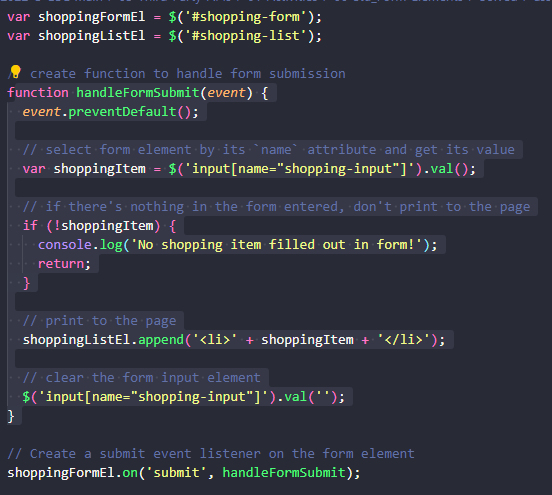 var shoppingFormEl = $('#shopping-form');
var shoppingListEl = $('#shopping-list');
/ create function to handle form submission
function handleFormSubmit(event) {
event.preventDefault();
// select form element by its `name` attribute and get its value
var shoppingItem = $('input[name="shopping-input"]').val();
// if there's nothing in the form entered, don't print to the page
if (!shoppingItem) {
console.log('No shopping item filled out in form!');
return;
}
// print to the page
shoppingListEl.append('<li>' + shoppingItem + '</li>');
// clear the form input element
$('input[name="shopping-input"]').val('');
}
// Create a submit event listener on the form element
shoppingFormEl.on('submit', handleFormSubmit);